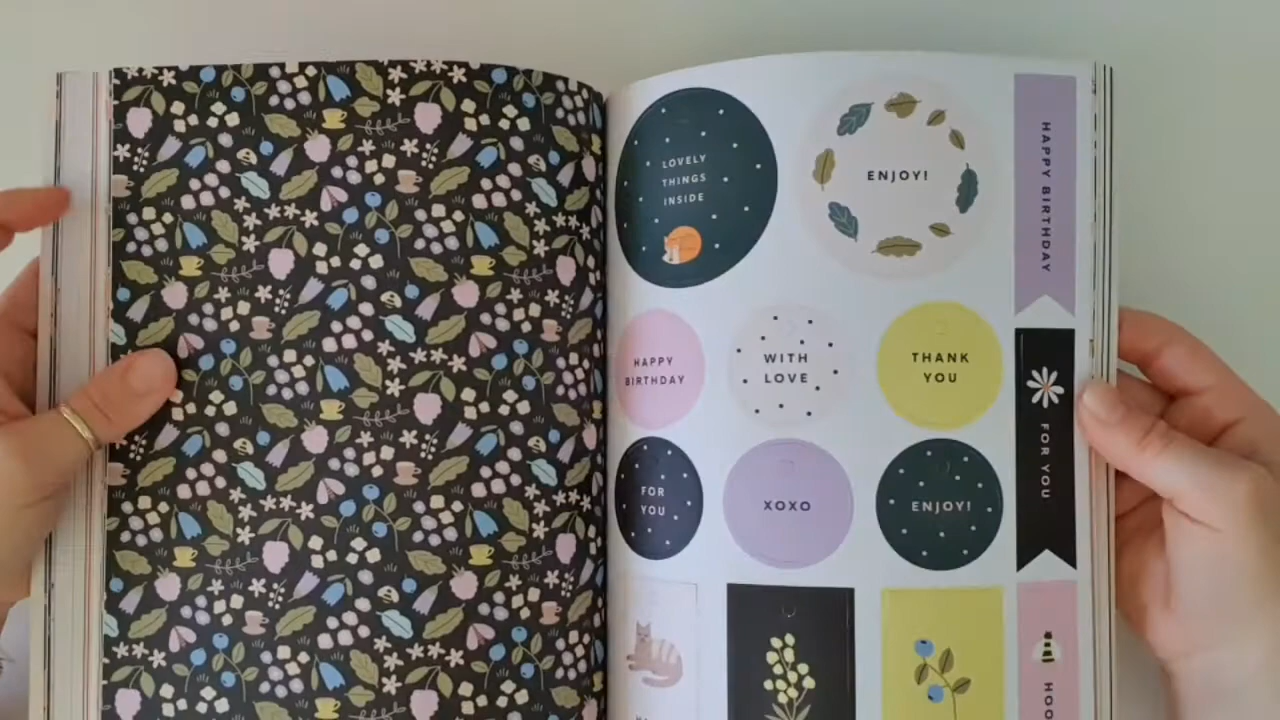 LOVELY
THINGS
INSIDE
ENJOY!
HAPPY BIRTHDAY
HAPPY
BIRTHDAY
WITH
LOVE
THANK
YOU
FOR YOU
FOR
YOU
XOXO
ENJOY!